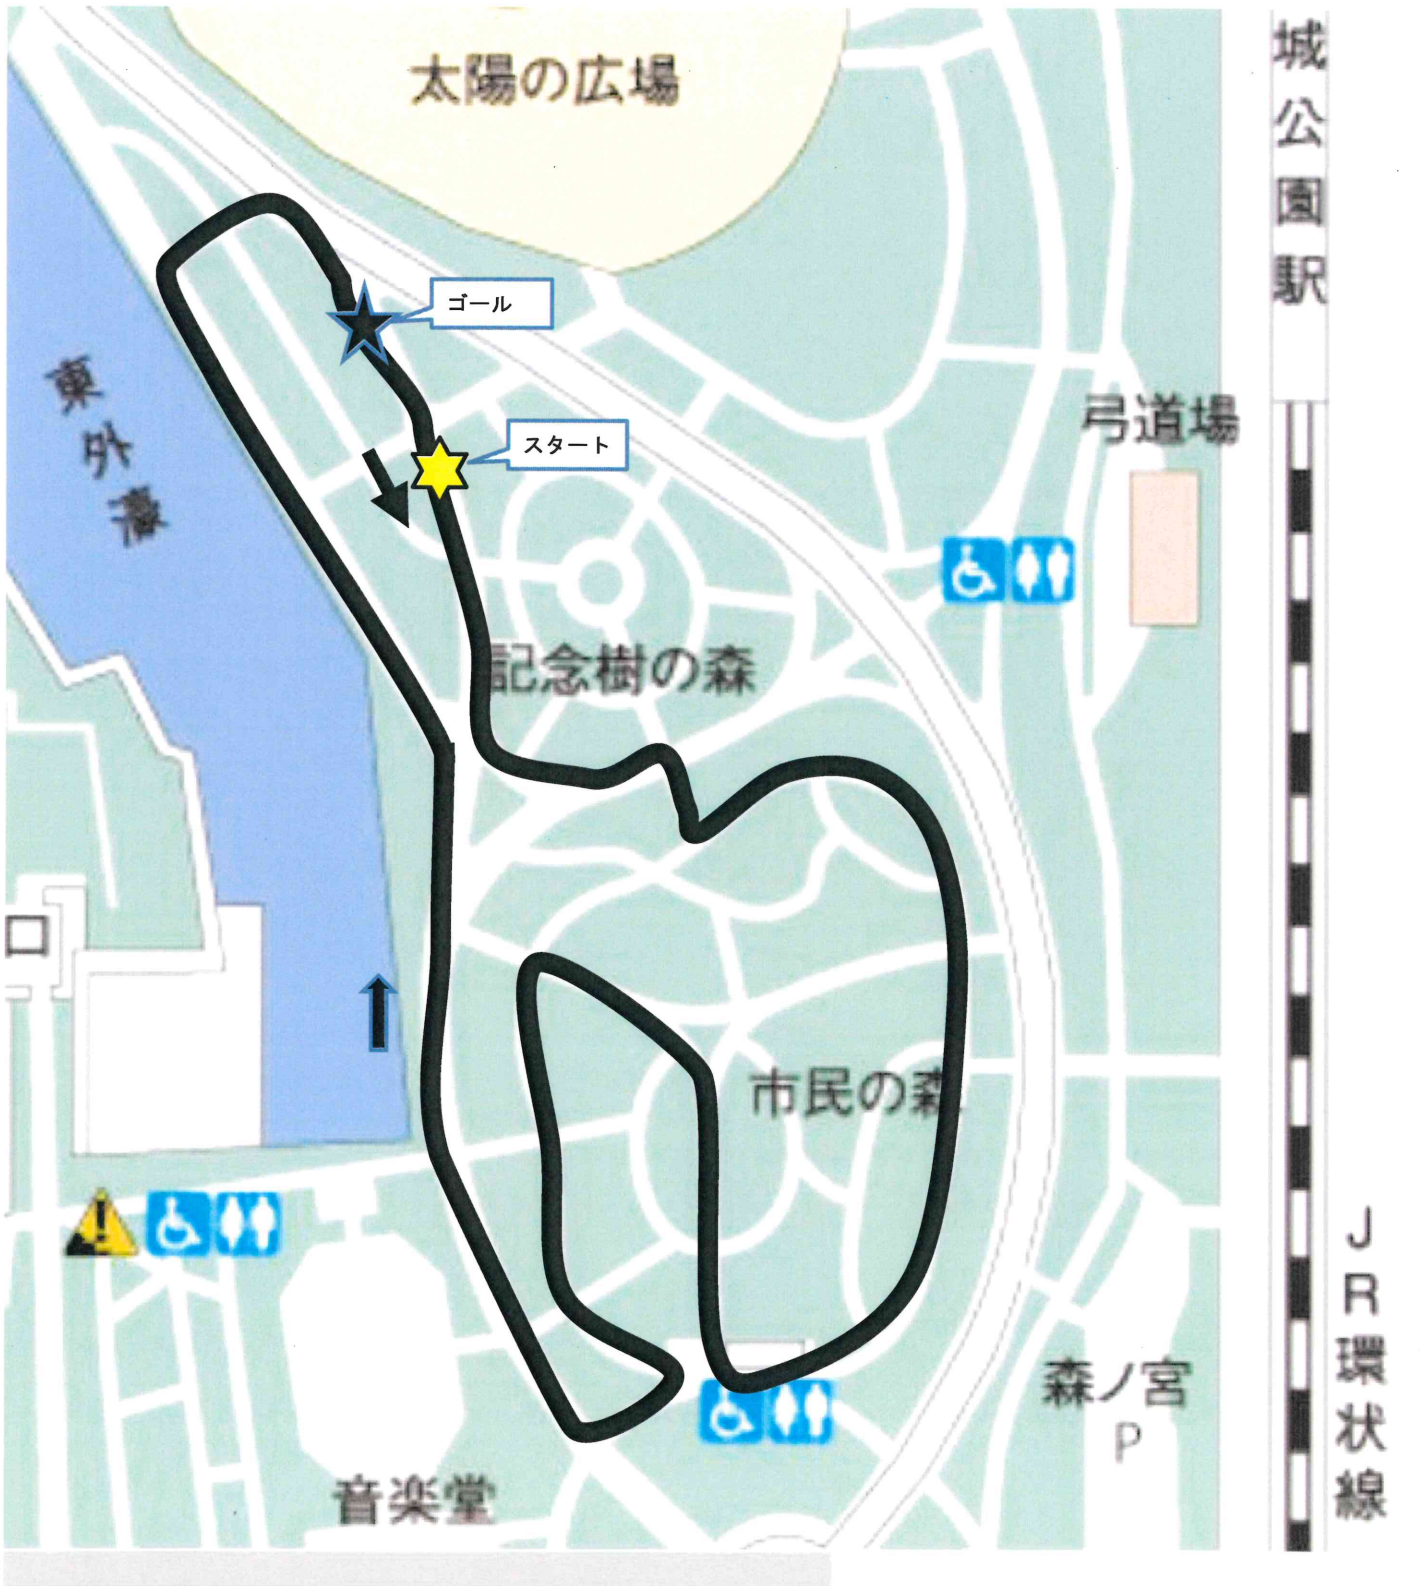 太陽の広場
城公園駅
ゴール
東外濠
弓道場
スタート
記念樹の森
口
市民の森
JR環状線
森ノ宮
P
音楽堂